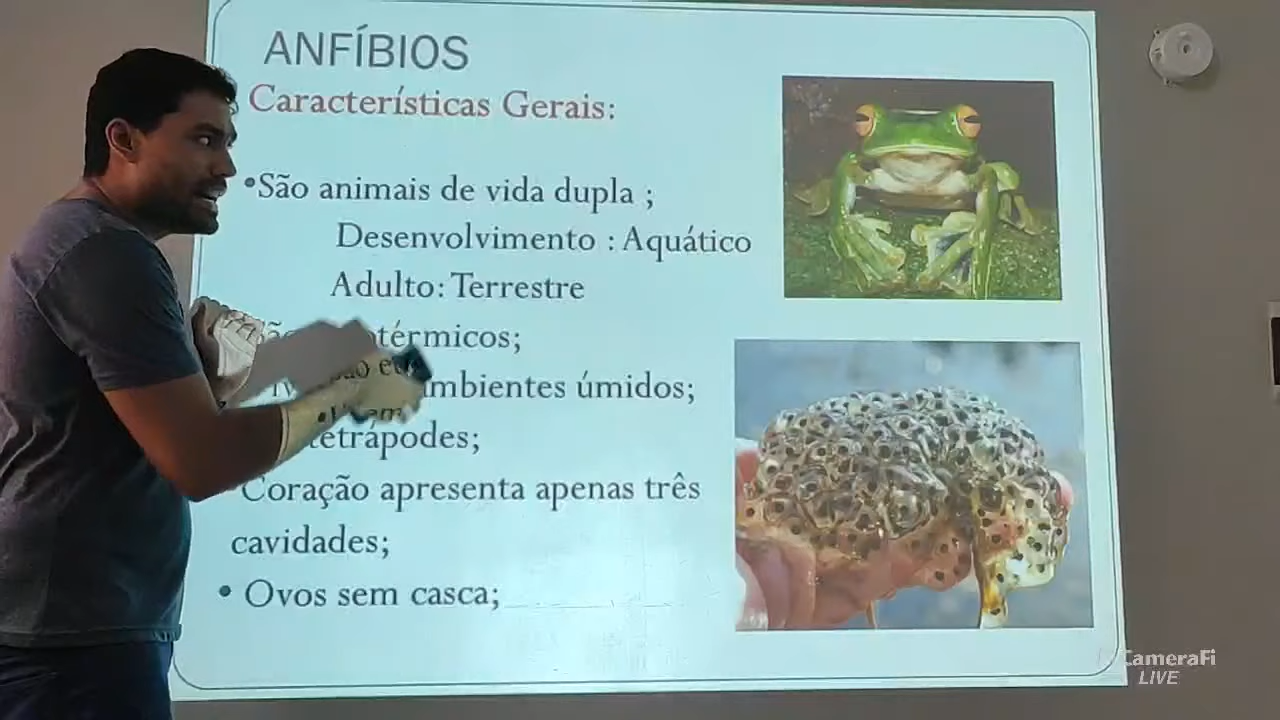 ANFÍBIOS
Características Gerais:
•São animais de vida dupla ;
Desenvolvimento : Aquático
Adulto: Terrestre
térmicos;
ambientes úmidos;
tetrápodes;
Coração apresenta apenas três
cavidades;
• Ovos sem casca;
CameraFi
LIVE